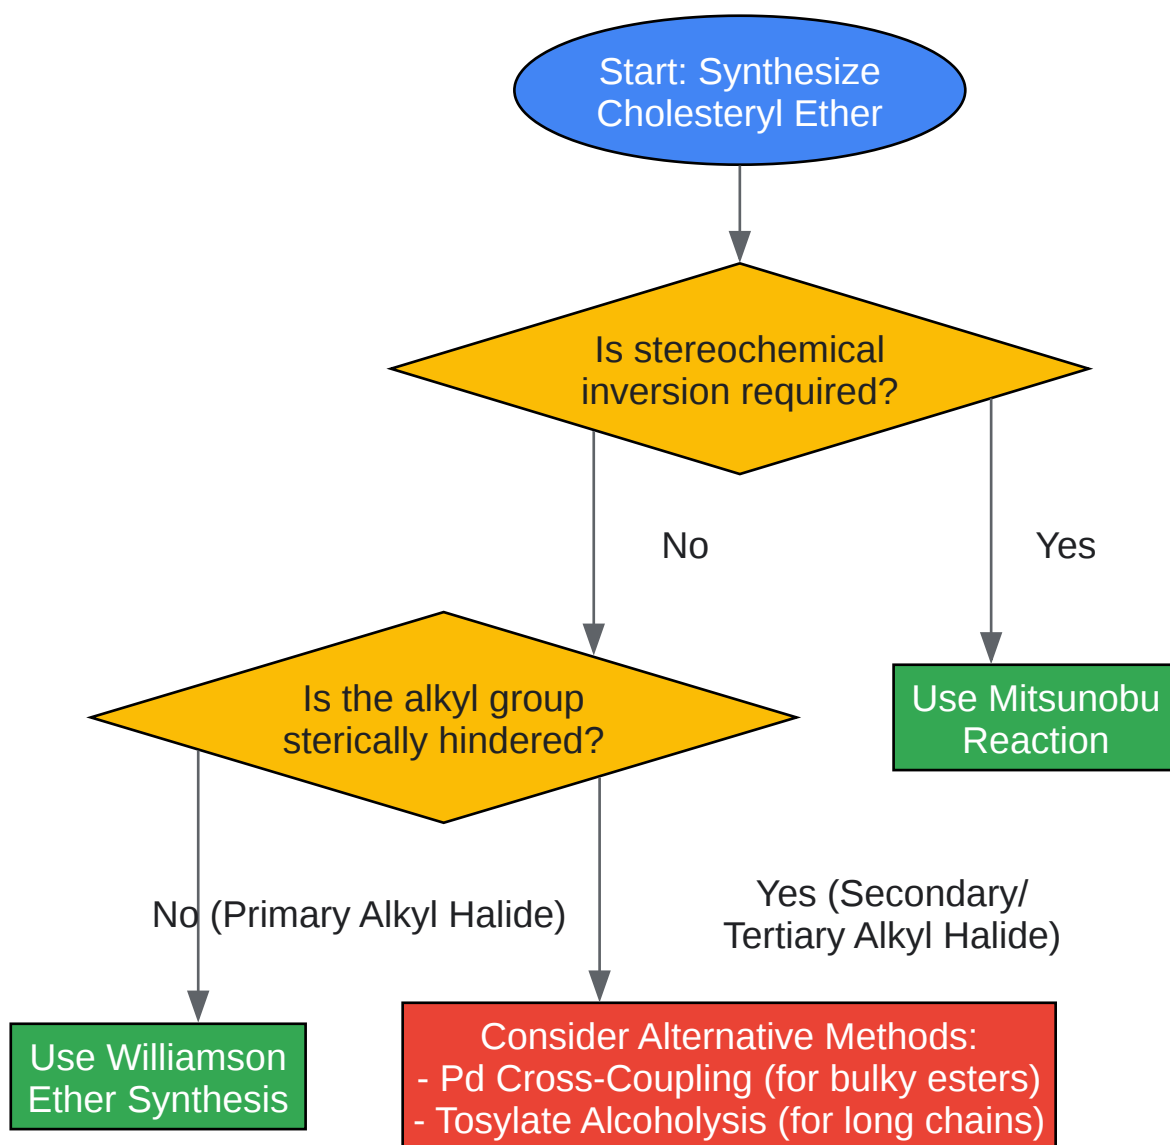 Start: Synthesize
Cholesteryl Ether
Is stereochemical
inversion required?
No
Yes
Is the alkyl group
sterically hindered?
Use Mitsunobu
Reaction
No (Primary Alkyl Halide)
Yes (Secondary/
Tertiary Alkyl Halide)
Use Williamson
Ether Synthesis
Consider Alternative Methods:
- Pd Cross-Coupling (for bulky esters)
- Tosylate Alcoholysis (for long chains)